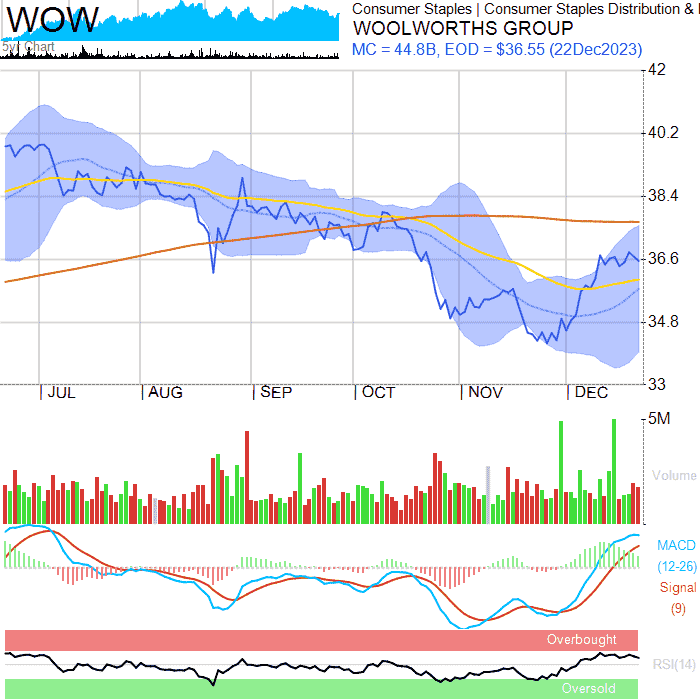 WOW
5yr Chart
Consumer Staples | Consumer Staples Distribution &
WOOLWORTHS GROUP
MC = 44.8B, EOD = $36.55 (22Dec2023)
42
40.2
38.4
36.6
34.8
33
JUL AUG SEP OCT NOV DEC
5M
Volume
MACD
(12-26)
Signal
(9)
Overbought
RSI(14)
Oversold